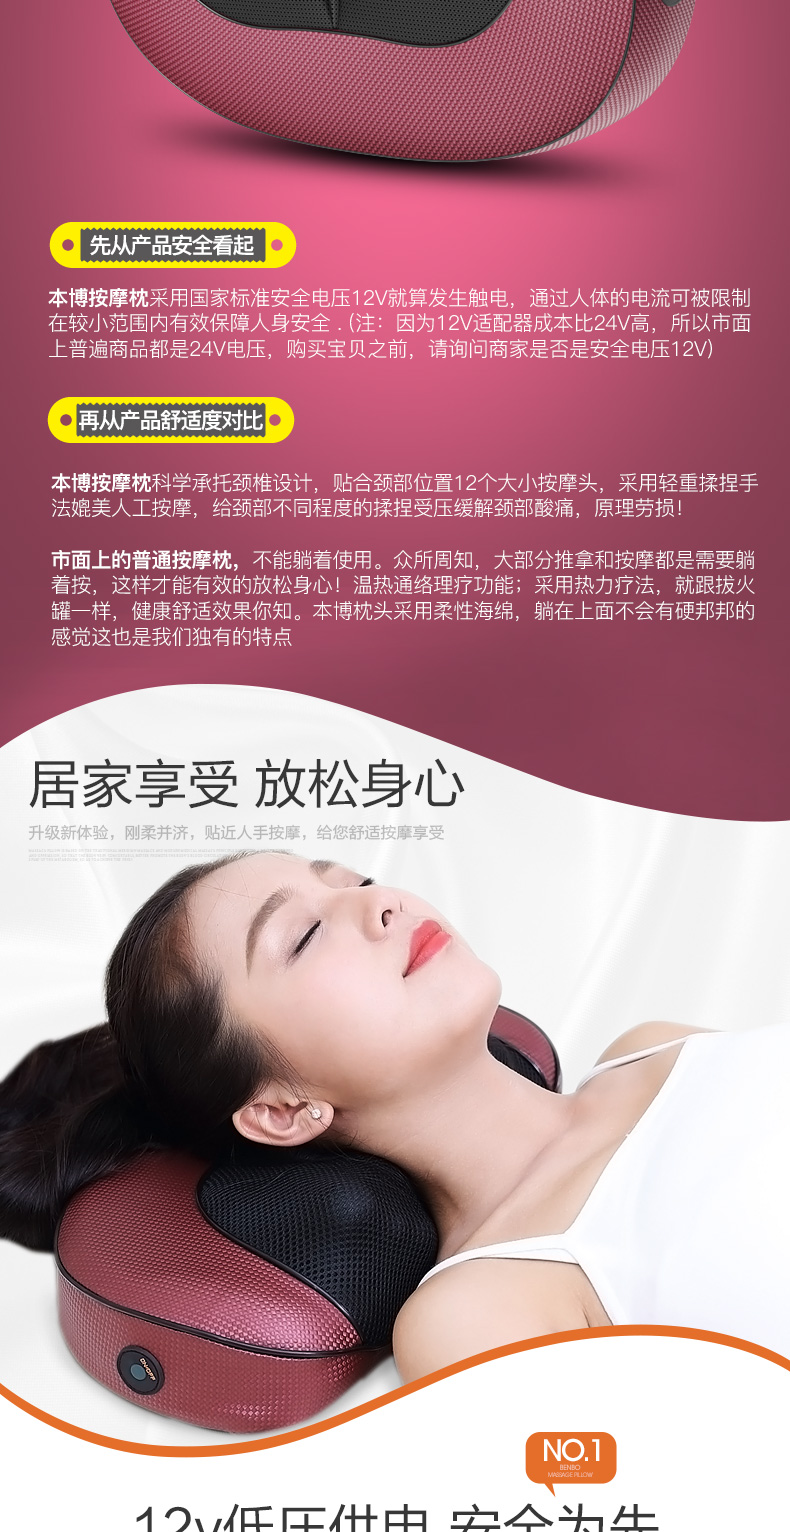 先从产品安全看起
本博按摩枕采用国家标准安全电压12V就算发生触电，通过人体的电流可被限制
在较小范围内有效保障人身安全 . (注：因为12V适配器成本比24V高，所以市面
上普遍商品都是24V电压，购买宝贝之前，请询问商家是否是安全电压12V)
再从产品舒适度对比
本博按摩枕科学承托颈椎设计，贴合颈部位置12个大小按摩头，采用轻重揉捏手
法媲美人工按摩，给颈部不同程度的揉捏受压缓解颈部酸痛，原理劳损！
市面上的普通按摩枕，不能躺着使用。众所周知，大部分推拿和按摩都是需要躺
着按，这样才能有效的放松身心！温热通络理疗功能；采用热力疗法，就跟拔火
罐一样，健康舒适效果你知。本博枕头采用柔性海绵，躺在上面不会有硬邦邦的
感觉这也是我们独有的特点
居家享受 放松身心
升级新体验，刚柔并济，贴近人手按摩，给您舒适按摩享受
ON/OFF
NO.1
BENBO
MASSAGE PILLOW
12v低压供电 安全为先